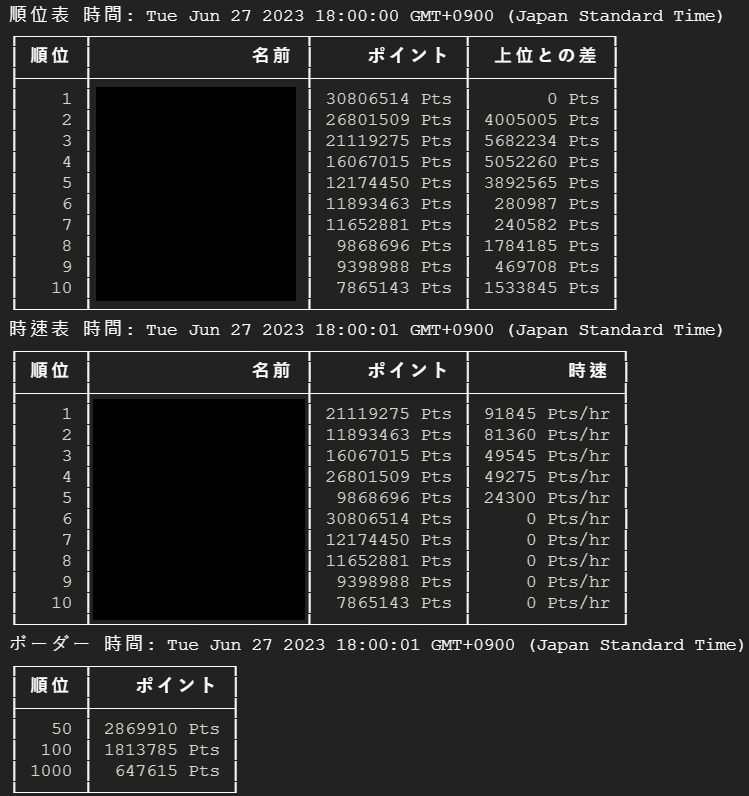 順位表 時間: Tue Jun 27 2023 18:00:00 GMT+0900 (Japan Standard Time)
順位 名前 ポイント 上位との差
1 30806514 Pts 0 Pts
2 26801509 Pts 4005005 Pts
3 21119275 Pts 5682234 Pts
4 16067015 Pts 5052260 Pts
5 12174450 Pts 3892565 Pts
6 11893463 Pts 280987 Pts
7 11652881 Pts 240582 Pts
8 9868696 Pts 1784185 Pts
9 9398988 Pts 469708 Pts
10 7865143 Pts 1533845 Pts
時速表 時間: Tue Jun 27 2023 18:00:01 GMT+0900 (Japan Standard Time)
順位 名前 ポイント 時速
1 21119275 Pts 91845 Pts/hr
2 11893463 Pts 81360 Pts/hr
3 16067015 Pts 49545 Pts/hr
4 26801509 Pts 49275 Pts/hr
5 9868696 Pts 24300 Pts/hr
6 30806514 Pts 0 Pts/hr
7 12174450 Pts 0 Pts/hr
8 11652881 Pts 0 Pts/hr
9 9398988 Pts 0 Pts/hr
10 7865143 Pts 0 Pts/hr
ボーダー 時間: Tue Jun 27 2023 18:00:01 GMT+0900 (Japan Standard Time)
順位 ポイント
50 2869910 Pts
100 1813785 Pts
1000 647615 Pts